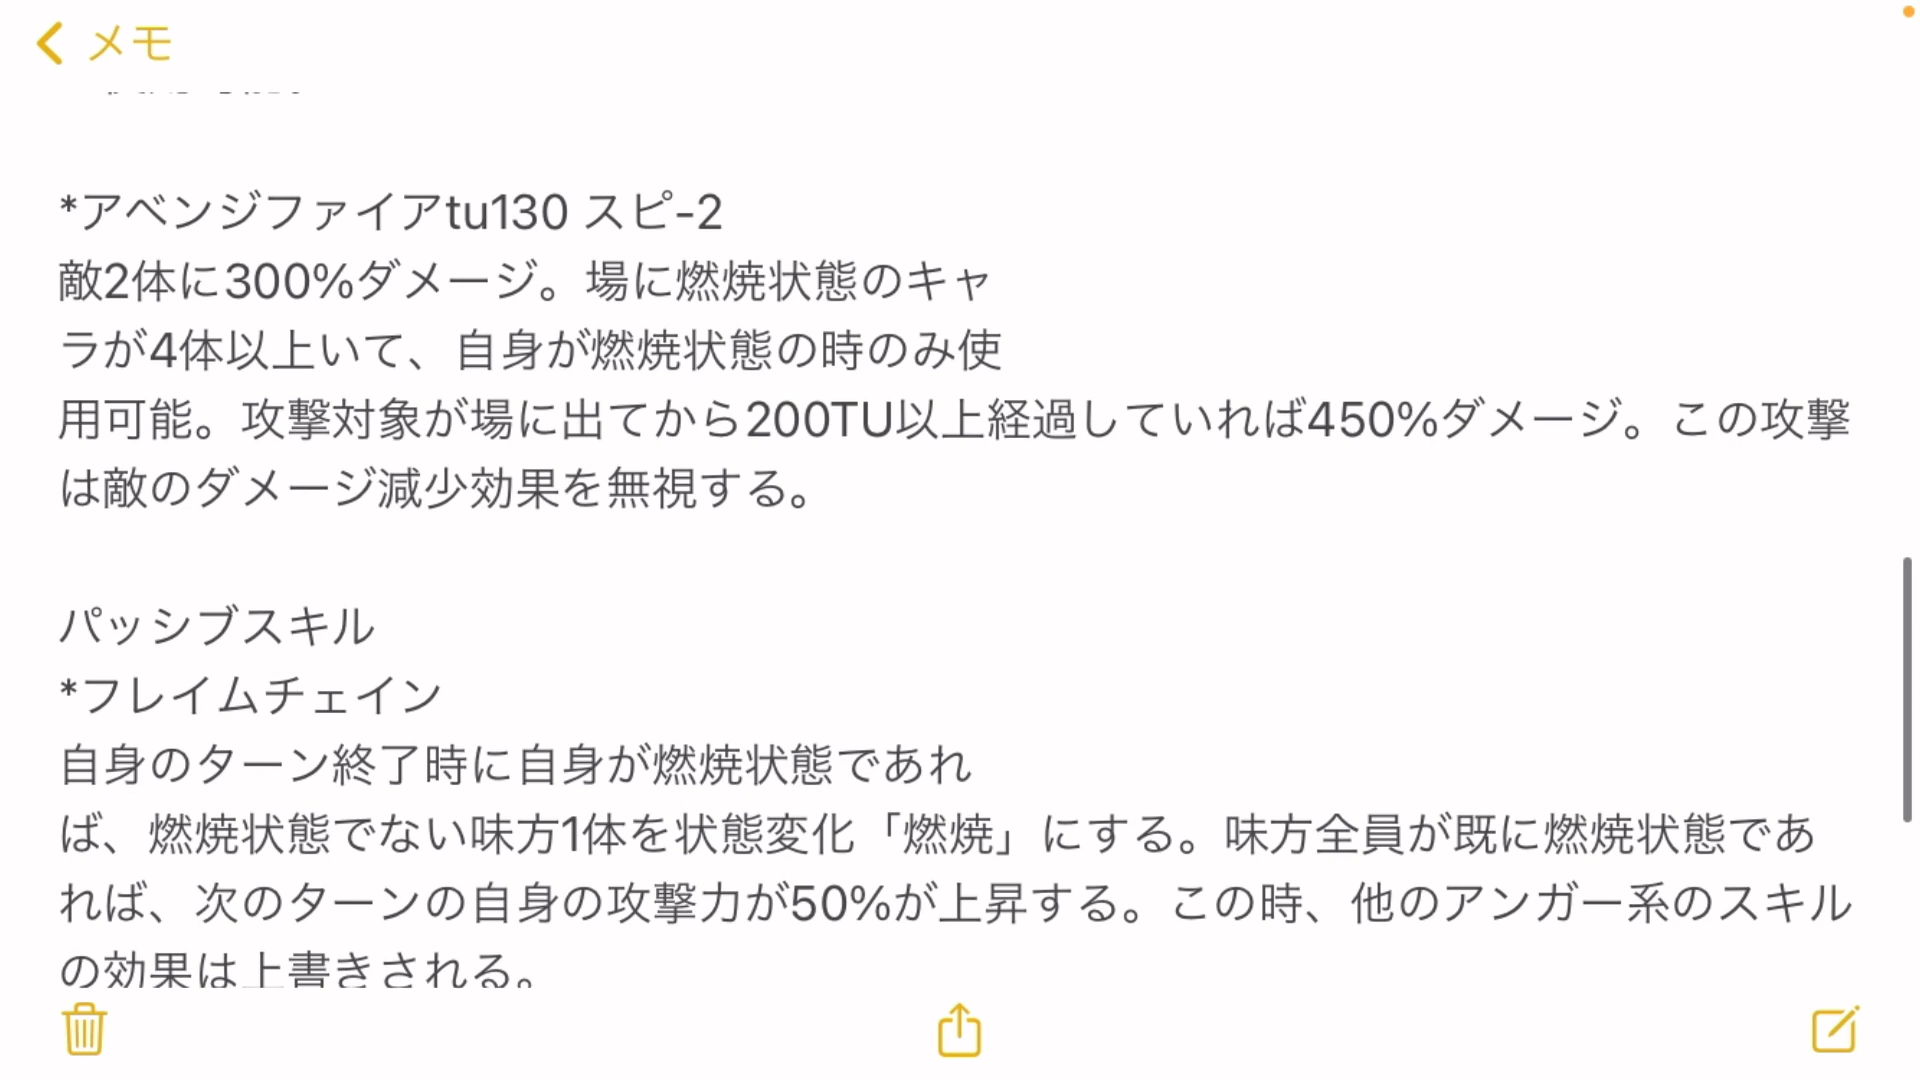 メモ
*アベンジファイアtu130 スピ-2
敵2体に300%ダメージ。場に燃焼状態のキャ
ラが4体以上いて、自身が燃焼状態の時のみ使
用可能。攻撃対象が場に出てから200TU以上経過していれば450%ダメージ。この攻撃
は敵のダメージ減少効果を無視する。
パッシブスキル
*フレイムチェイン
自身のターン終了時に自身が燃焼状態であれ
ば、燃焼状態でない味方1体を状態変化「燃焼」にする。味方全員が既に燃焼状態であ
れば、次のターンの自身の攻撃力が50%が上昇する。この時、他のアンガー系のスキル
の効果は上書きされる。